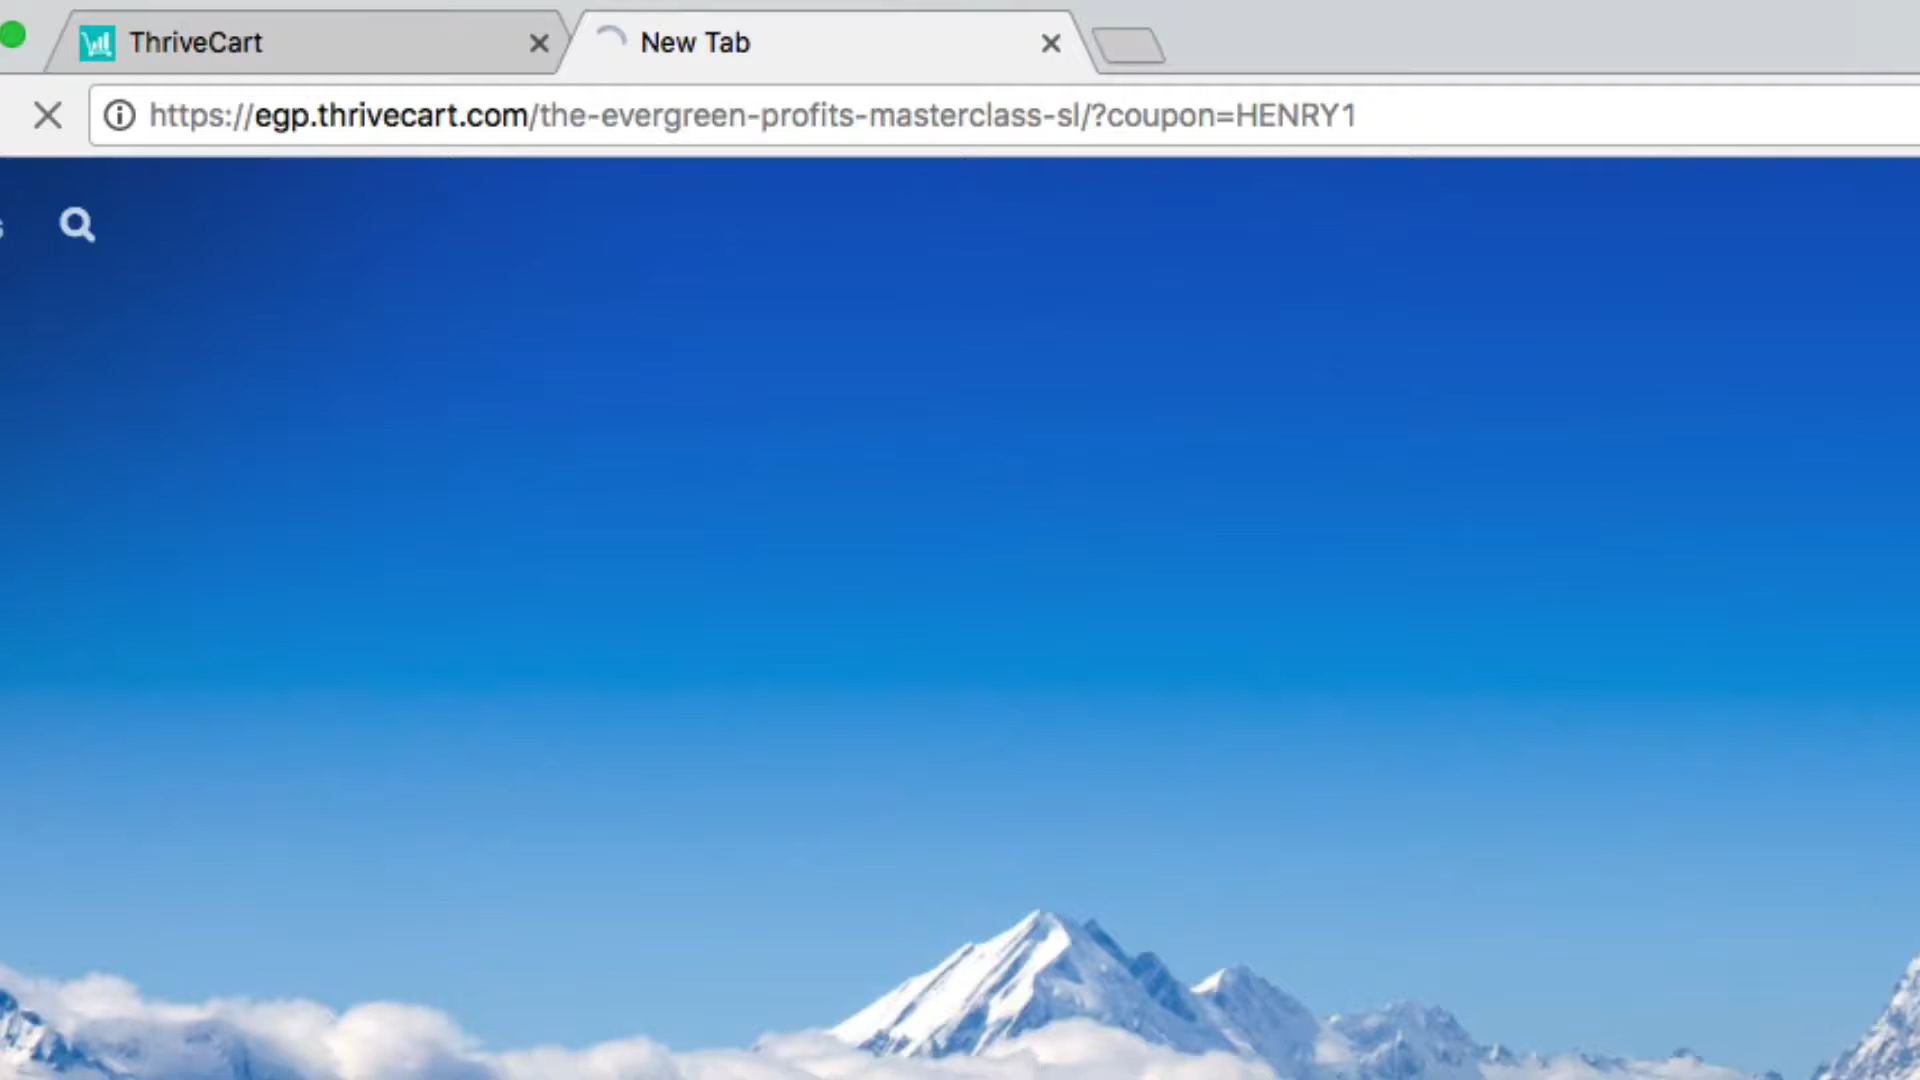 ThriveCart
New Tab
https://egp.thrivecart.com/the-evergreen-profits-masterclass-sl/?coupon=HENRY1
s